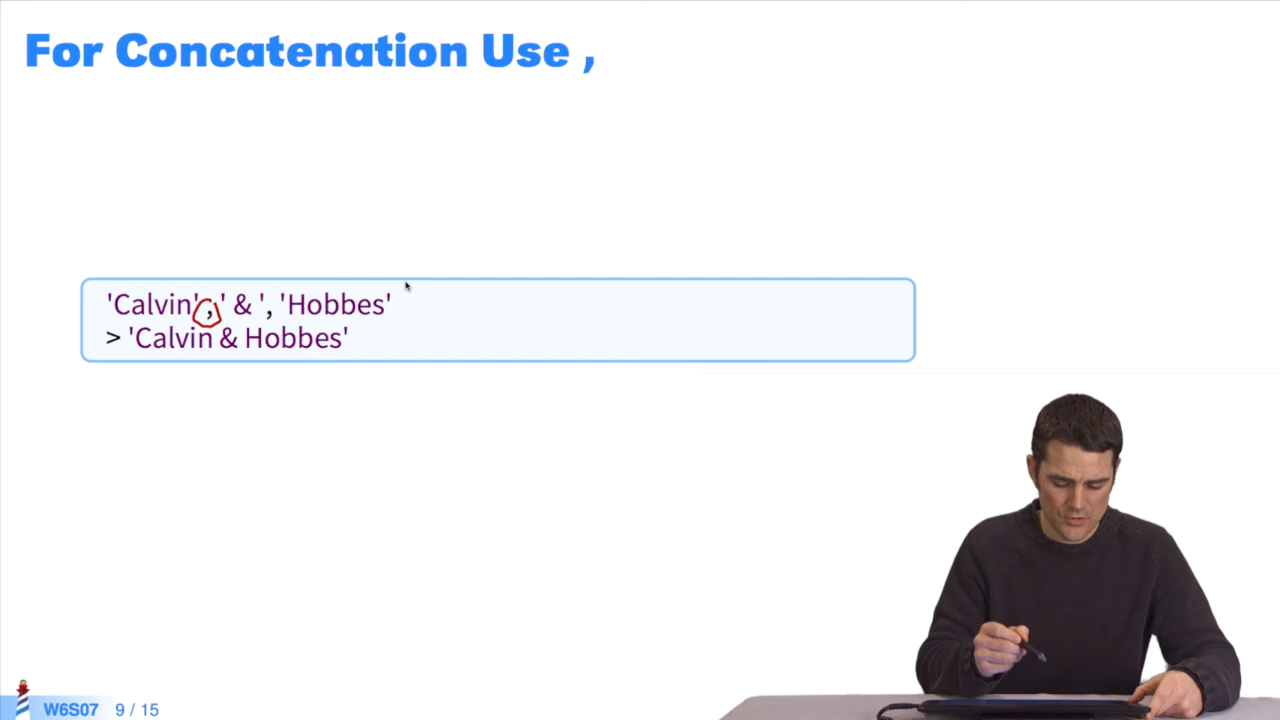 For Concatenation Use ,
'Calvin' , ' & ', 'Hobbes'
> 'Calvin & Hobbes'
W6S07 9 / 15